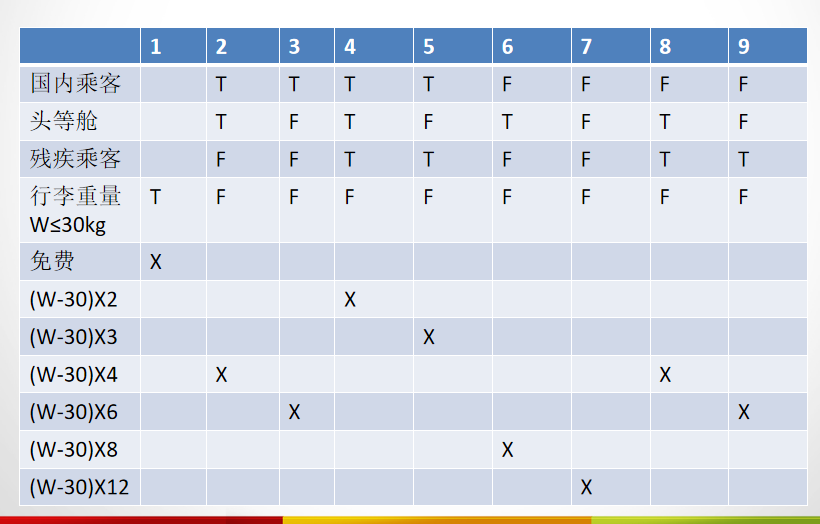 1 2 3 4 5 6 7 8 9
国内乘客 T T T T F F F F
头等舱 T F T F T F T F
残疾乘客 F F T T F F T T
行李重量 T F F F F F F F F
W≤30kg
免费 X
(W-30)X2 X
(W-30)X3 X
(W-30)X4 X X
(W-30)X6 X X
(W-30)X8 X
(W-30)X12 X